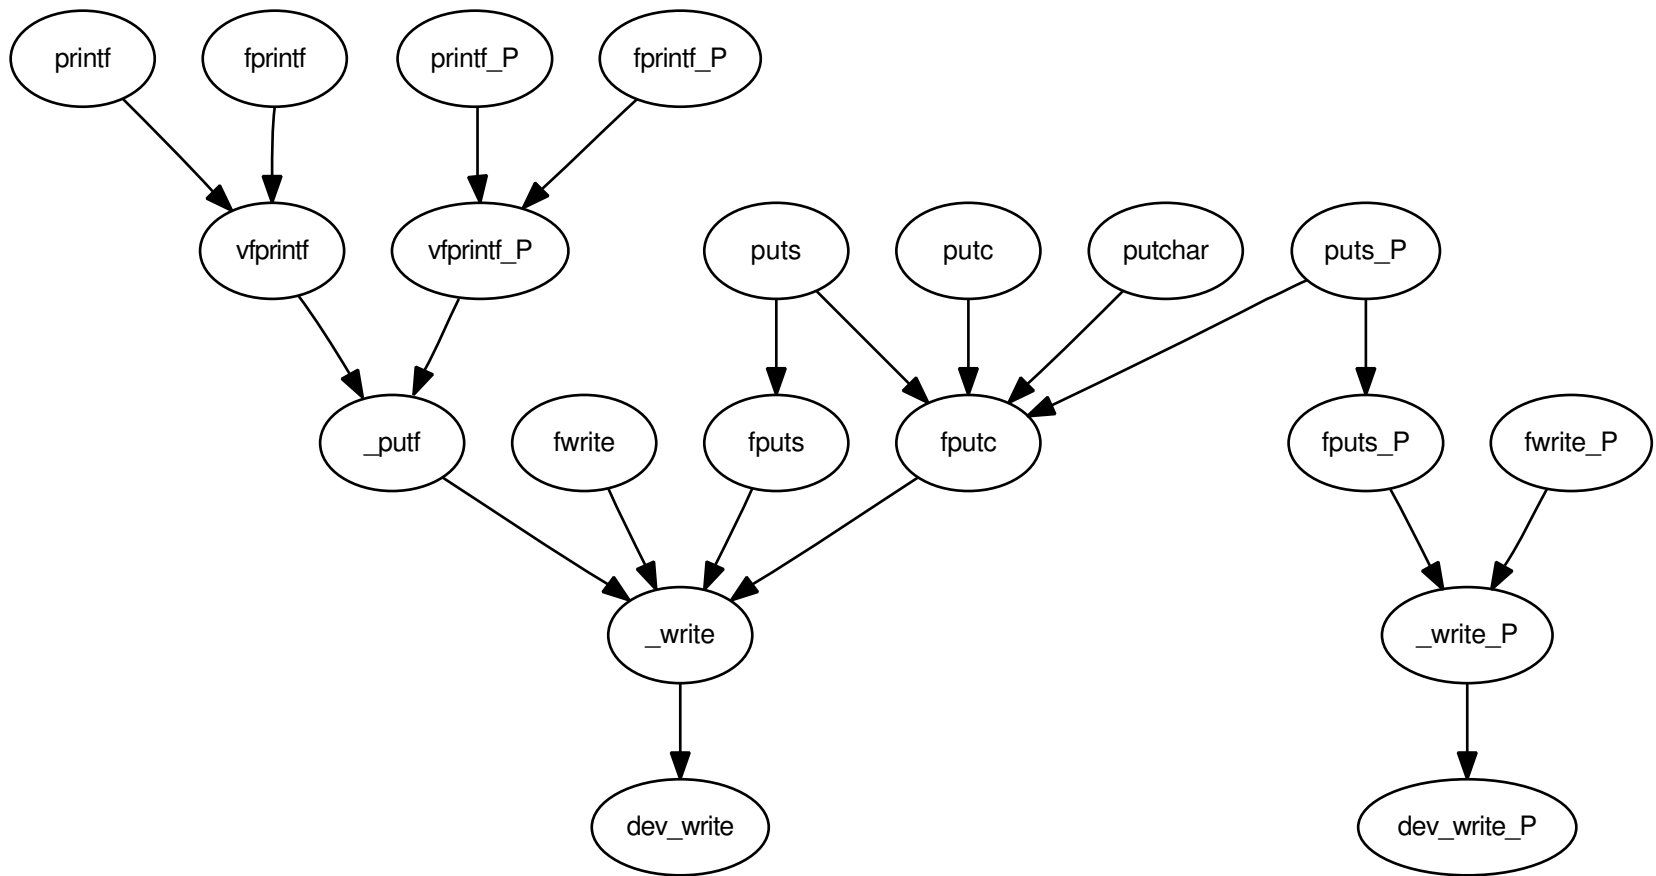 printf
fprintf
printf_P
fprintf_P
vfprintf
vfprintf_P
puts
putc
putchar
puts_P
_putf
fwrite
fputs
fputc
fputs_P
fwrite_P
_write
_write_P
dev_write
dev_write_P